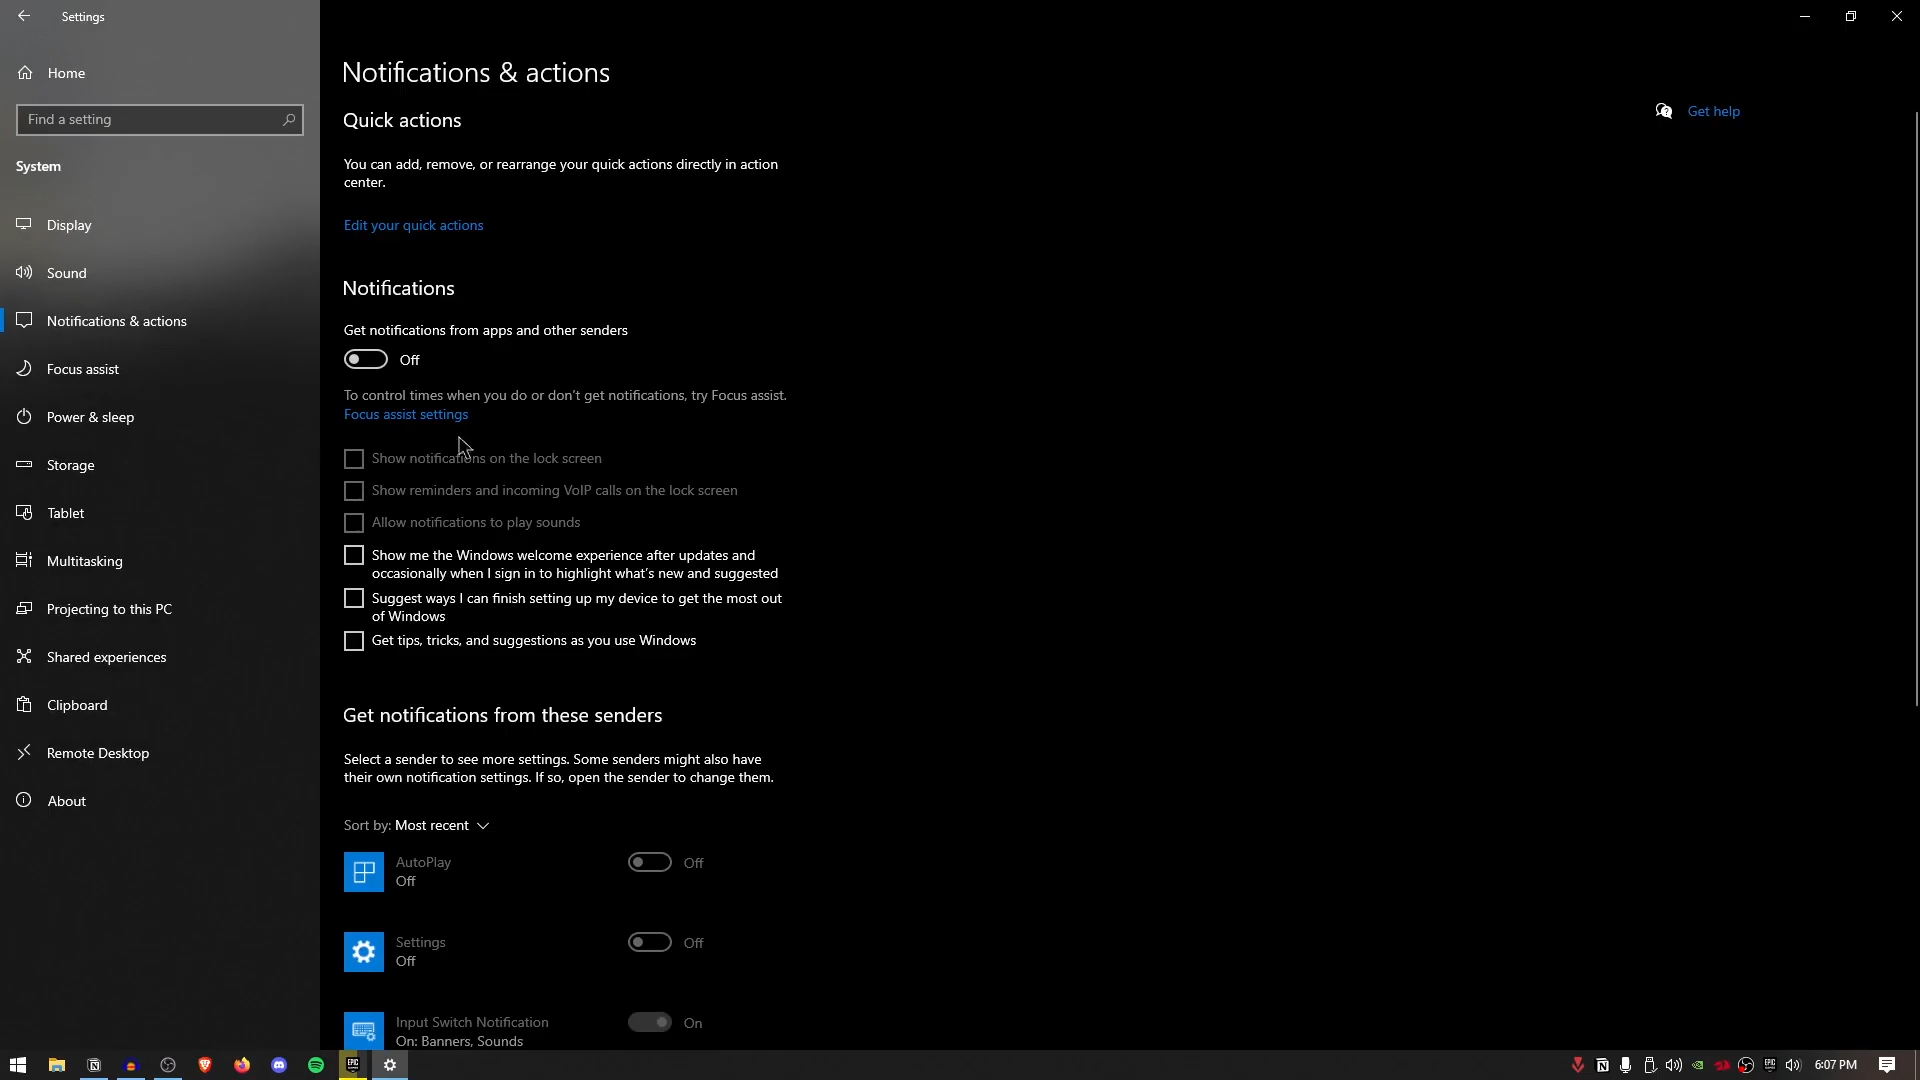 Settings
Home
Find a setting
System
Display
Sound
Notifications & actions
Focus assist
Power & sleep
Storage
Tablet
Multitasking
Projecting to this PC
Shared experiences
Clipboard
Remote Desktop
About
Notifications & actions
Quick actions
You can add, remove, or rearrange your quick actions directly in action
center.
Edit your quick actions
Notifications
Get notifications from apps and other senders
Off
To control times when you do or don't get notifications, try Focus assist.
Focus assist settings
Show notifications on the lock screen
Show reminders and incoming VoIP calls on the lock screen
Allow notifications to play sounds
Show me the Windows welcome experience after updates and
occasionally when I sign in to highlight what's new and suggested
Suggest ways I can finish setting up my device to get the most out
of Windows
Get tips, tricks, and suggestions as you use Windows
Get notifications from these senders
Select a sender to see more settings. Some senders might also have
their own notification settings. If so, open the sender to change them.
Sort by: Most recent
AutoPlay
Off
Off
Settings
Off
Off
Input Switch Notification
On
On: Banners, Sounds
Get help
EPIC
EPIC
6:07 PM